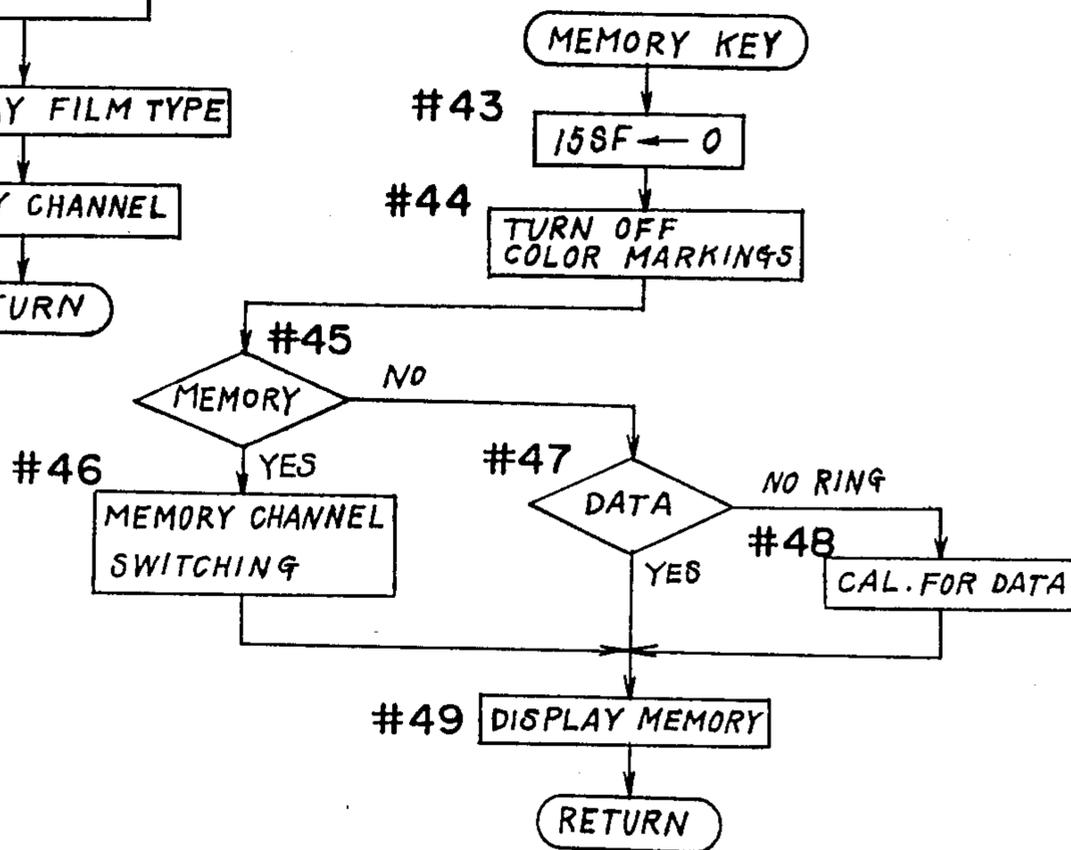 FILM TYPE
CHANNEL
MEMORY KEY
#43
15SF ← 0
#44
TURN OFF
COLOR MARKINGS
#45
MEMORY
NO
YES
#46
MEMORY CHANNEL
SWITCHING
#47
DATA
NO RING
YES
#48
CAL. FOR DATA
#49
DISPLAY MEMORY
RETURN